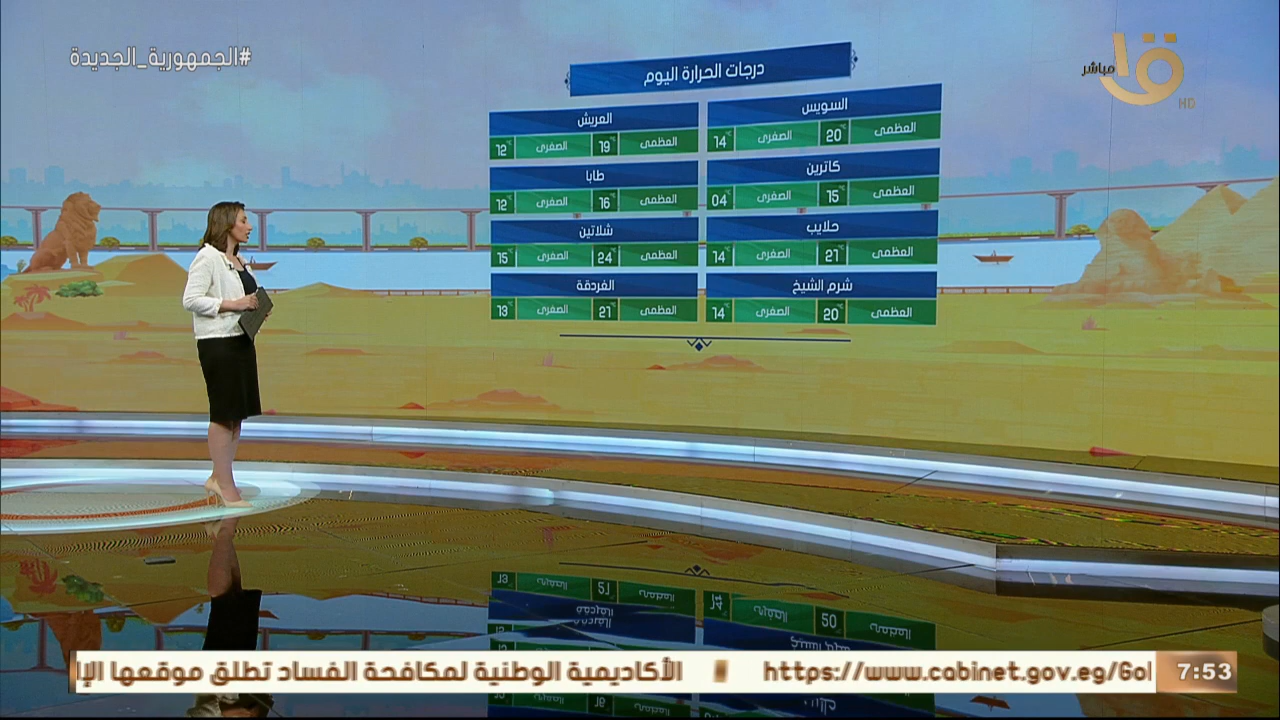 #الجمهورية_الجديدة
مباشر
HD
درجات الحرارة اليوم
السويس
العظمى 20°c الصغرى 14°c
العريش
العظمى 19°c الصغرى 12°c
كاترين
العظمى 15°c الصغرى 04°c
طابا
العظمى 16°c الصغرى 12°c
حلايب
العظمى 21°c الصغرى 14°c
شلاتين
العظمى 24°c الصغرى 15°c
شرم الشيخ
العظمى 20°c الصغرى 14°c
الغردقة
العظمى 21°c الصغرى 13°c
7:53
https://www.cabinet.gov.eg/Gol
الأكاديمية الوطنية لمكافحة الفساد تطلق موقعها الإ